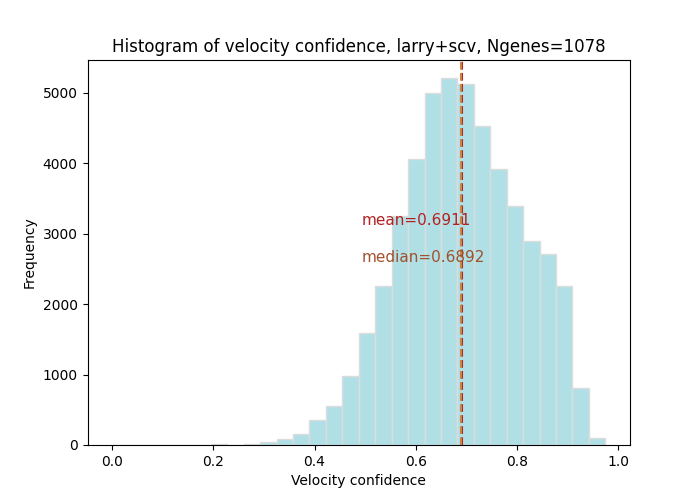 Histogram of velocity confidence, larry+scv, Ngenes=1078
Frequency
5000
4000
3000
2000
1000
0
mean=0.6911
median=0.6892
0.0 0.2 0.4 0.6 0.8 1.0
Velocity confidence